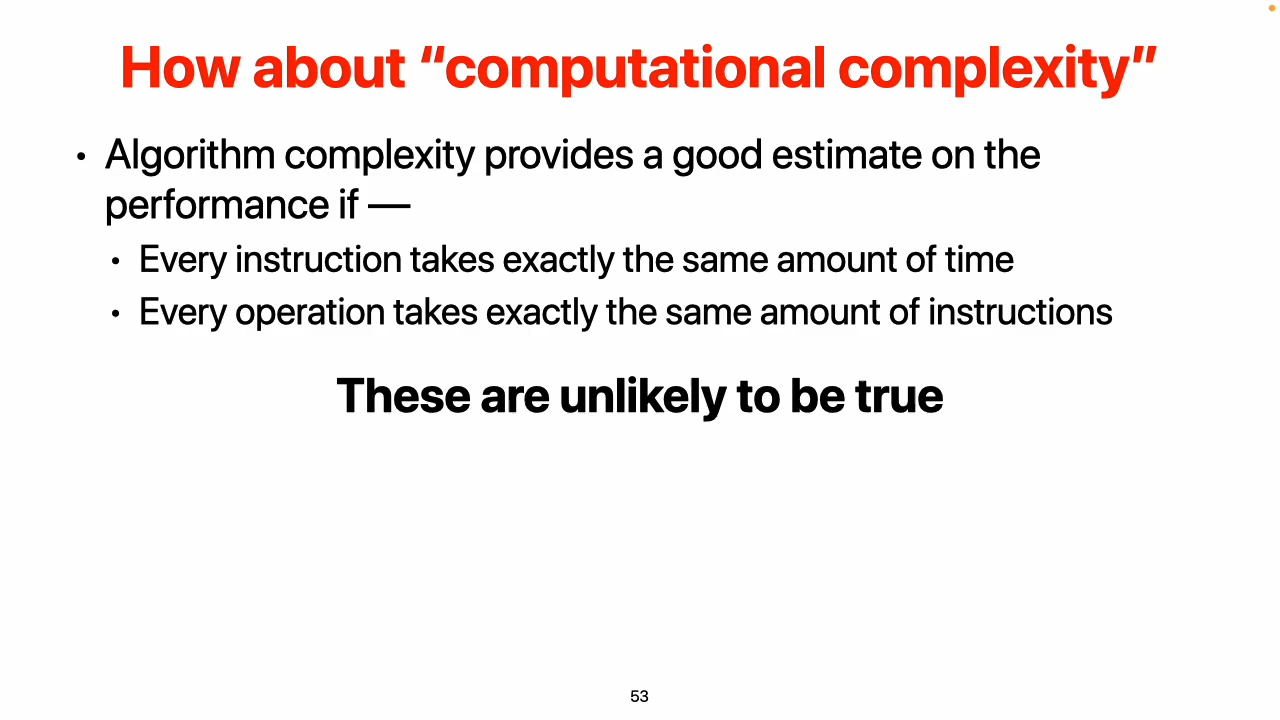 How about “computational complexity”
• Algorithm complexity provides a good estimate on the
performance if —
• Every instruction takes exactly the same amount of time
• Every operation takes exactly the same amount of instructions
These are unlikely to be true
53